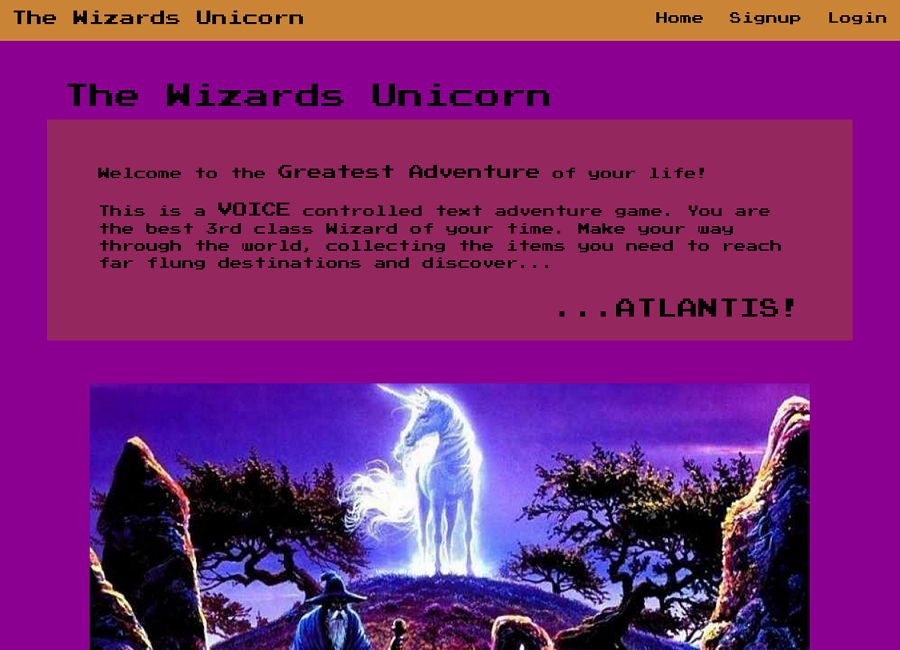 The Wizards Unicorn Home Signup Login
The Wizards Unicorn
Welcome to the Greatest Adventure of your life!
This is a VOICE controlled text adventure game. You are
the best 3rd class Wizard of your time. Make your way
through the world, collecting the items you need to reach
far flung destinations and discover...
...ATLANTIS!